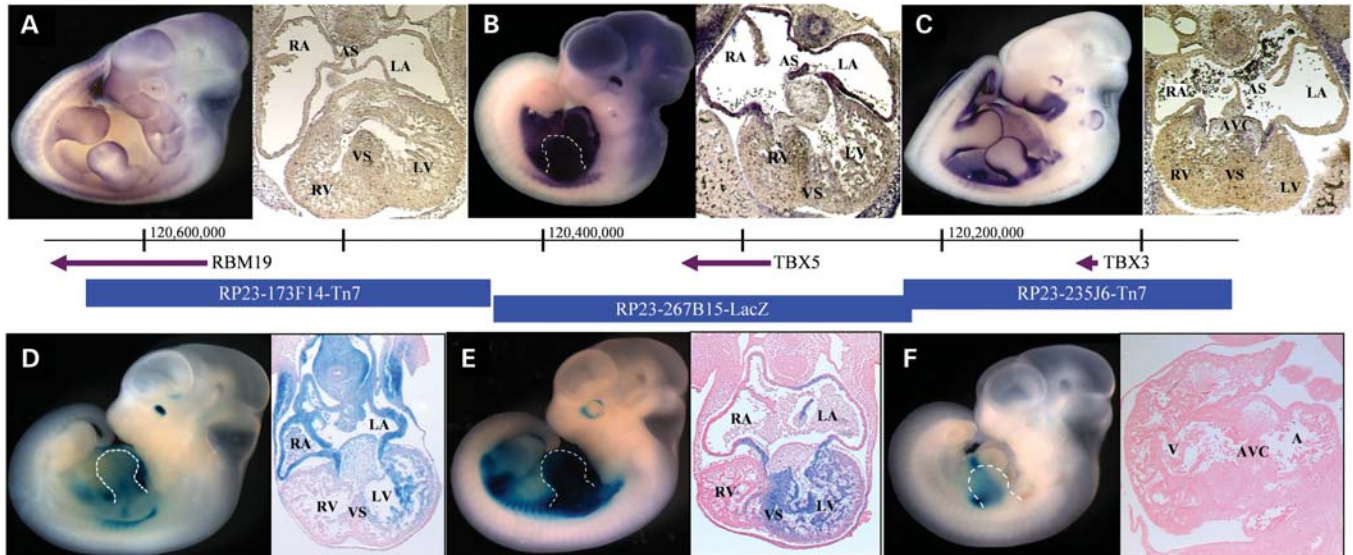 A
RA
AS
LA
VS
RV
LV
B
RA
AS
LA
RV
LV
VS
C
RA
AS
LA
AVC
RV
VS
LV
120,600,000
120,400,000
120,200,000
RBM19
TBX5
TBX3
RP23-173F14-Tn7
RP23-267B15-LacZ
RP23-235J6-Tn7
D
LA
RA
RV
LV
VS
E
RA
LA
RV
LV
VS
F
V
AVC
A